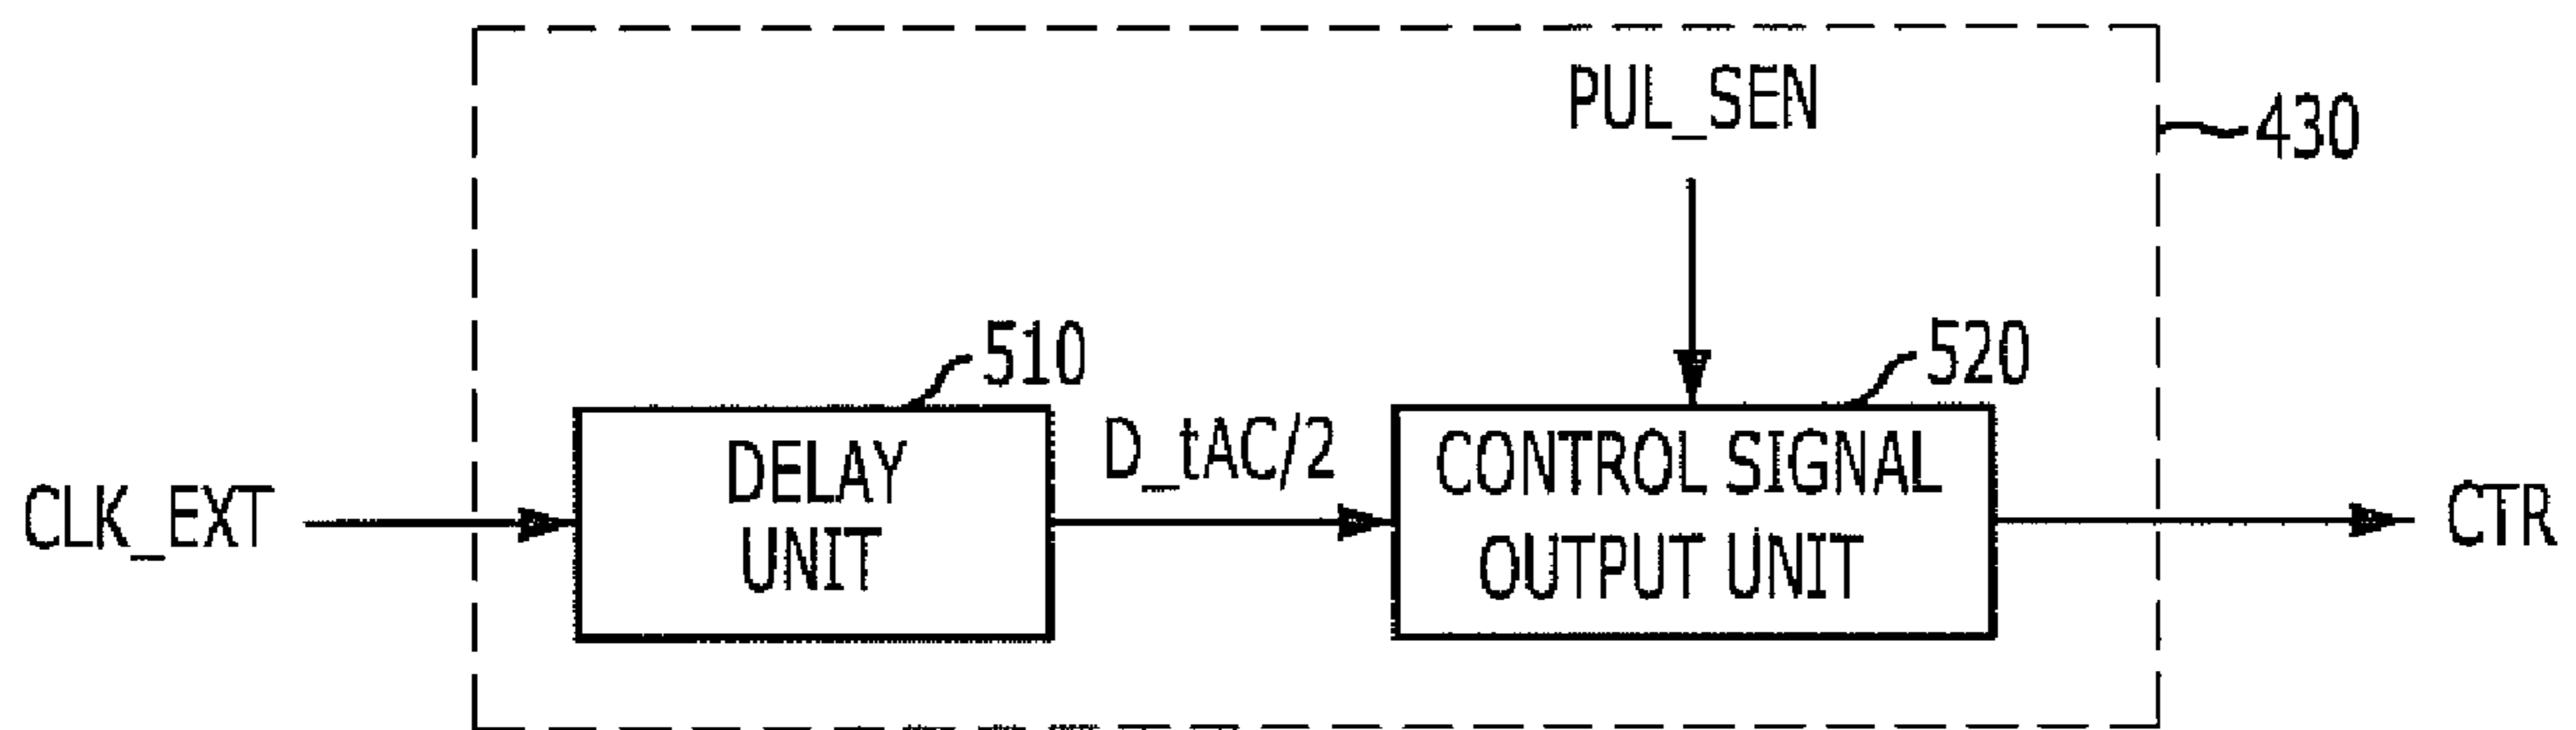 PUL_SEN
430
510
520
CLK_EXT
DELAY
UNIT
D_tAC/2
CONTROL SIGNAL
OUTPUT UNIT
CTR